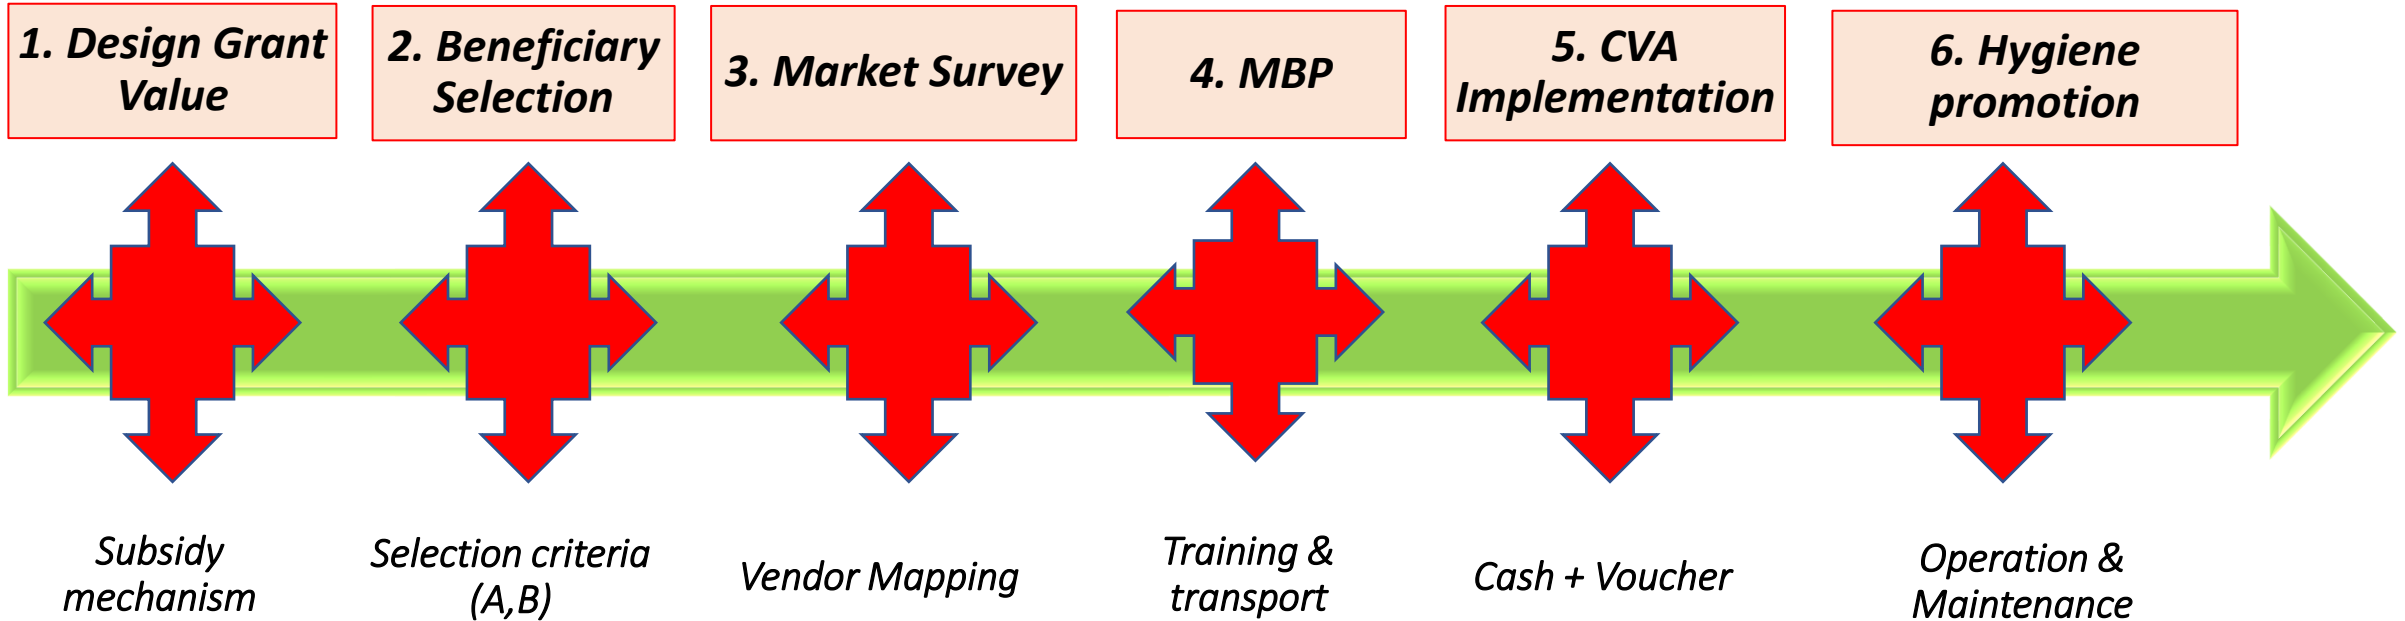 1. Design Grant
Value
2. Beneficiary
Selection
3. Market Survey
4. MBP
5. CVA
Implementation
6. Hygiene
promotion
Subsidy
mechanism
Selection criteria
(A,B)
Vendor Mapping
Training &
transport
Cash + Voucher
Operation &
Maintenance